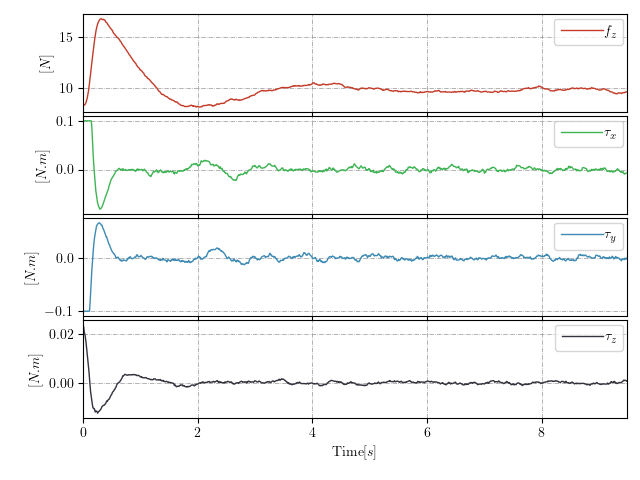 15
10
[N]
f_z
0.1
0.0
[N.m]
τ_x
0.0
−0.1
[N.m]
τ_y
0.02
0.00
[N.m]
τ_z
0 2 4 6 8
Time[s]